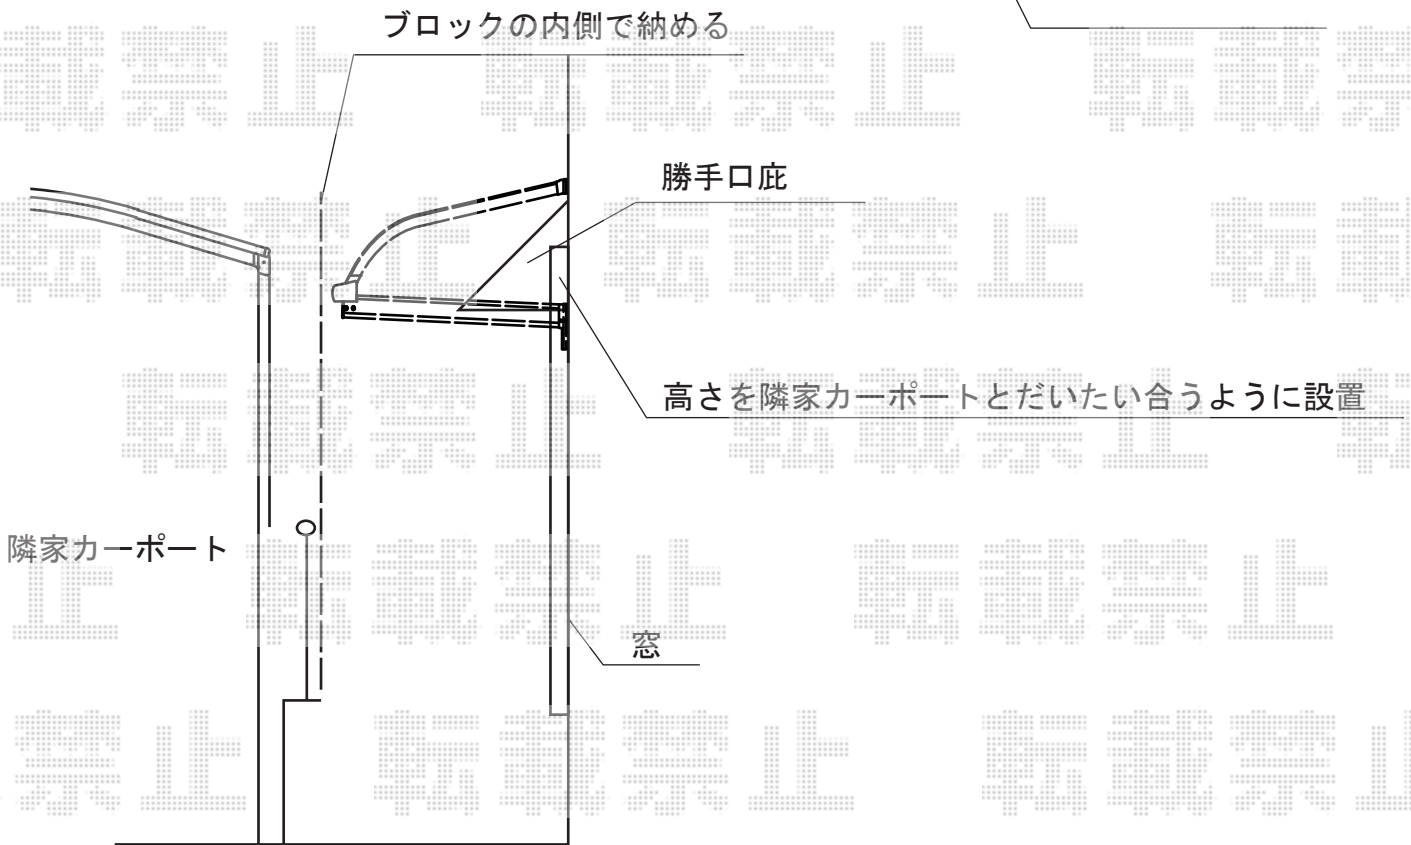 ブロックの内側で納める
勝手口庇
高さを隣家カーポートとだいたい合うように設置
隣家カーポート
窓
転載禁止